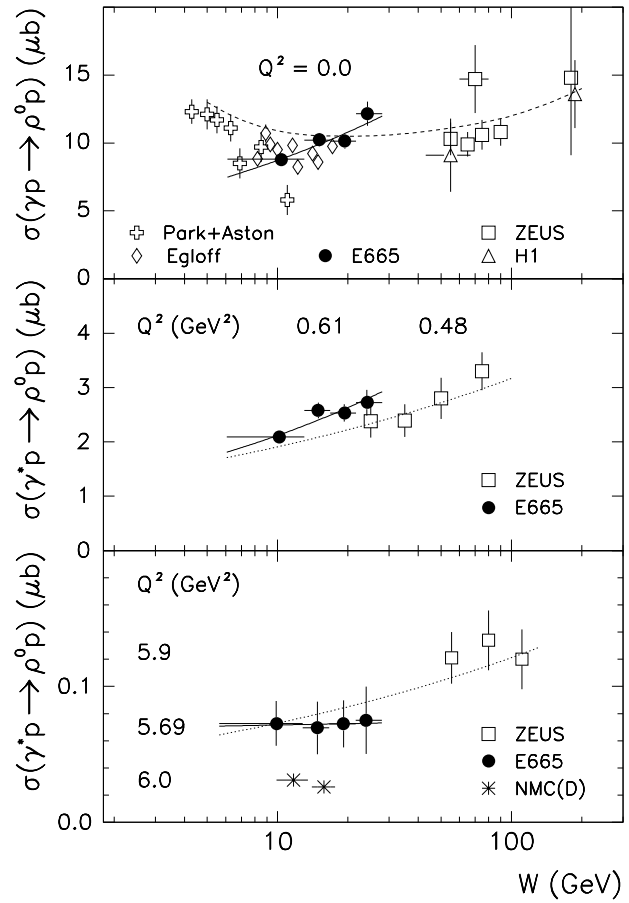 σ(γp → ρ⁰p) (μb)
15
10
5
0
Q² = 0.0
Park+Aston
ZEUS
Egloff
E665
H1
σ(γ*p → ρ⁰p) (μb)
4
3
2
1
0
Q² (GeV²) 0.61 0.48
ZEUS
E665
σ(γ*p → ρ⁰p) (μb)
0.1
0.0
Q² (GeV²)
5.9
5.69
6.0
ZEUS
E665
NMC(D)
10 100
W (GeV)